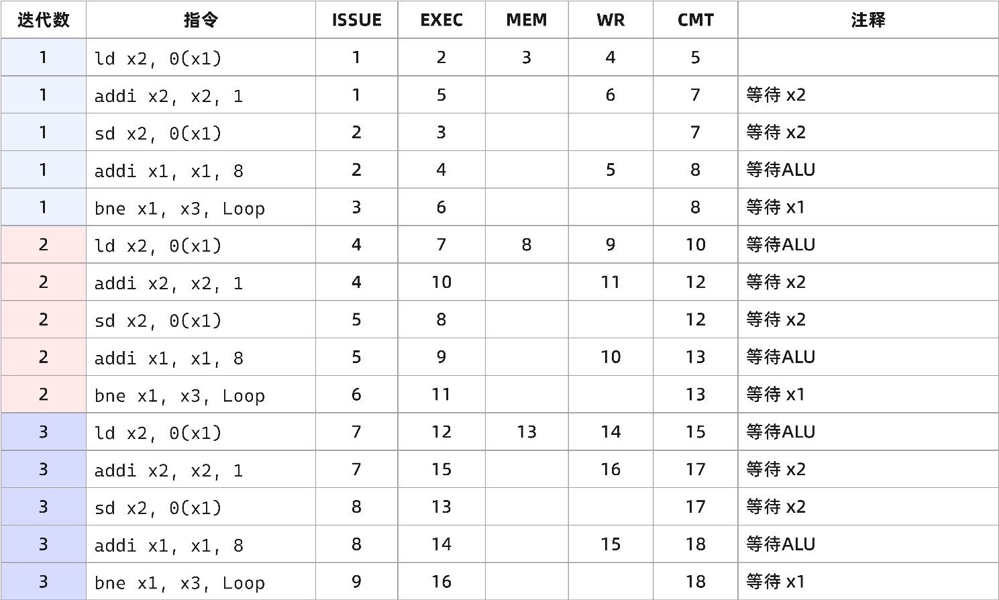 迭代数 指令 ISSUE EXEC MEM WR CMT 注释
1 ld x2, 0(x1) 1 2 3 4 5
1 addi x2, x2, 1 1 5 6 7 等待 x2
1 sd x2, 0(x1) 2 3 7 等待 x2
1 addi x1, x1, 8 2 4 5 8 等待ALU
1 bne x1, x3, Loop 3 6 8 等待 x1
2 ld x2, 0(x1) 4 7 8 9 10 等待ALU
2 addi x2, x2, 1 4 10 11 12 等待 x2
2 sd x2, 0(x1) 5 8 12 等待 x2
2 addi x1, x1, 8 5 9 10 13 等待ALU
2 bne x1, x3, Loop 6 11 13 等待 x1
3 ld x2, 0(x1) 7 12 13 14 15 等待ALU
3 addi x2, x2, 1 7 15 16 17 等待 x2
3 sd x2, 0(x1) 8 13 17 等待 x2
3 addi x1, x1, 8 8 14 15 18 等待ALU
3 bne x1, x3, Loop 9 16 18 等待 x1